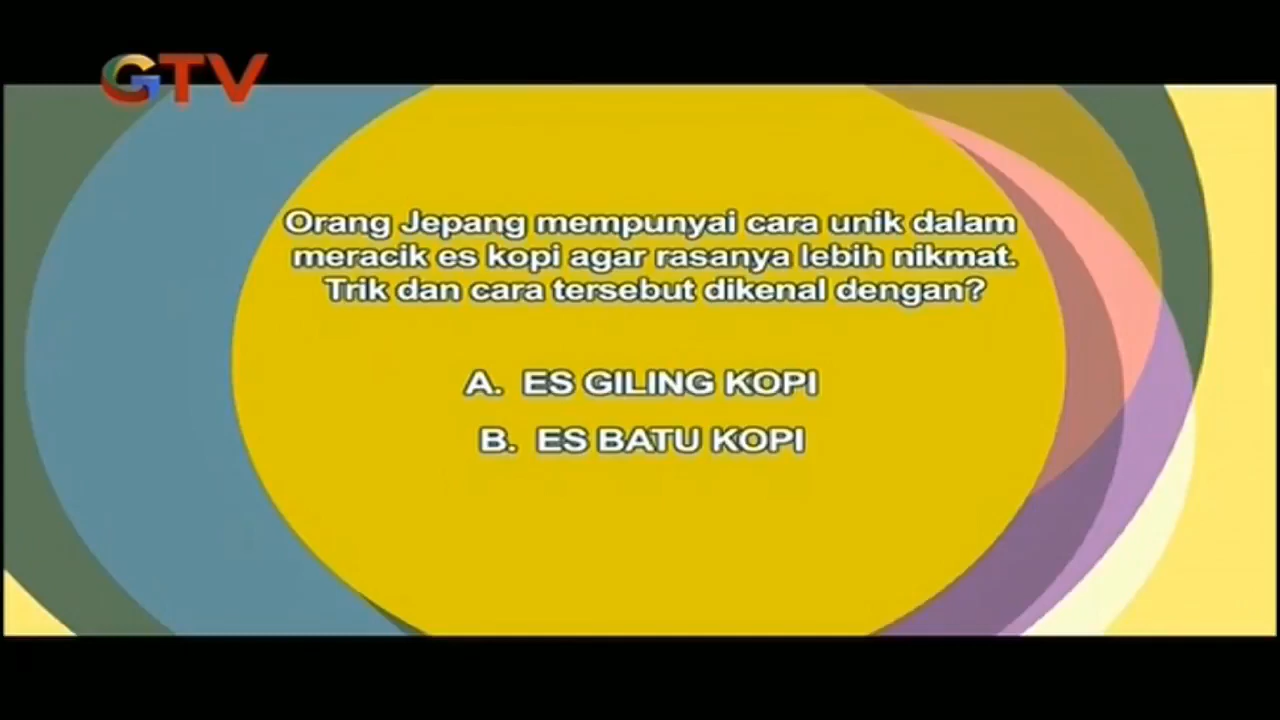 GTV
Orang Jepang mempunyai cara unik dalam
meracik es kopi agar rasanya lebih nikmat.
Trik dan cara tersebut dikenal dengan?
A. ES GILING KOPI
B. ES BATU KOPI